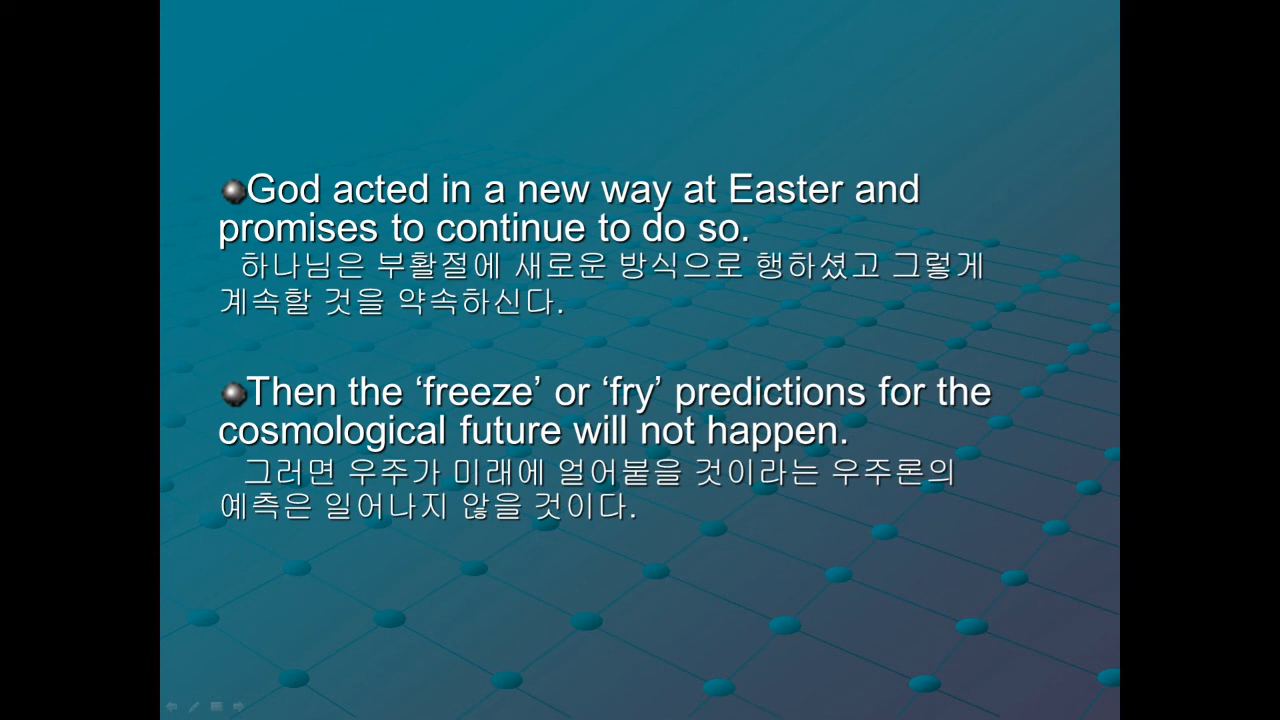 God acted in a new way at Easter and
promises to continue to do so.
하나님은 부활절에 새로운 방식으로 행하셨고 그렇게
계속할 것을 약속하신다.
Then the ‘freeze’ or ‘fry’ predictions for the
cosmological future will not happen.
그러면 우주가 미래에 얼어붙을 것이라는 우주론의
예측은 일어나지 않을 것이다.